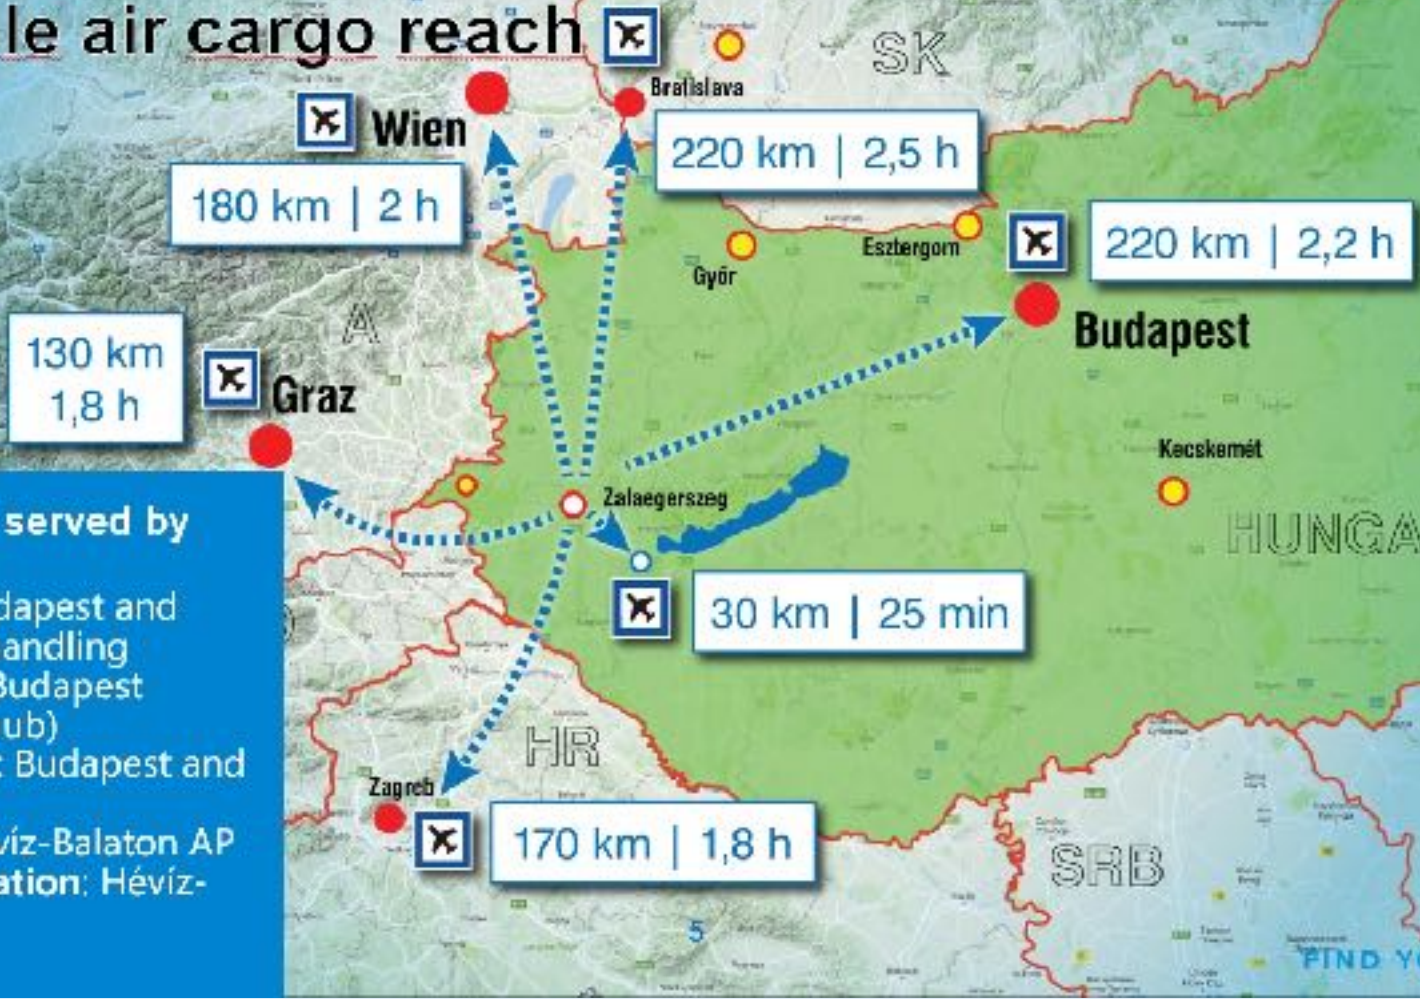 le air cargo reach
Bratislava
SK
Wien
220 km | 2,5 h
180 km | 2 h
220 km | 2,2 h
Esztergom
Győr
A
Budapest
130 km
1,8 h
Graz
Kecskemét
Zalaegerszeg
HUNGA
served by
dapest and
andling
Budapest
ub)
: Budapest and
víz-Balaton AP
ation: Hévíz-
30 km | 25 min
HR
Zagreb
170 km | 1,8 h
SRB
5
FIND Y